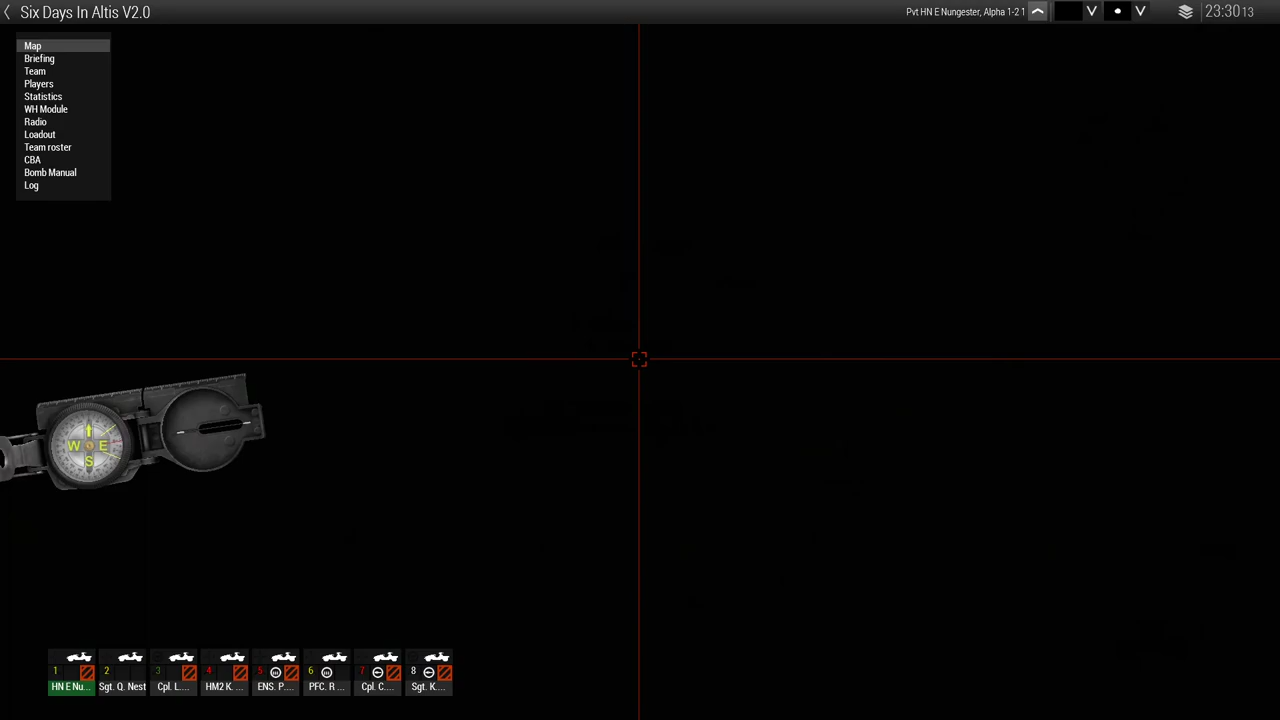 Six Days In Altis V2.0
Pvt HN E Nungester, Alpha 1-2 1
23:30 13
Map
Briefing
Team
Players
Statistics
WH Module
Radio
Loadout
Team roster
CBA
Bomb Manual
Log
W E
S
1 2 3 4 5 6 7 8
HN E Nu... Sgt. Q. Nest Cpl. L.... HM2 K. ... ENS. P.... PFC. R ... Cpl. C.... Sgt. K....